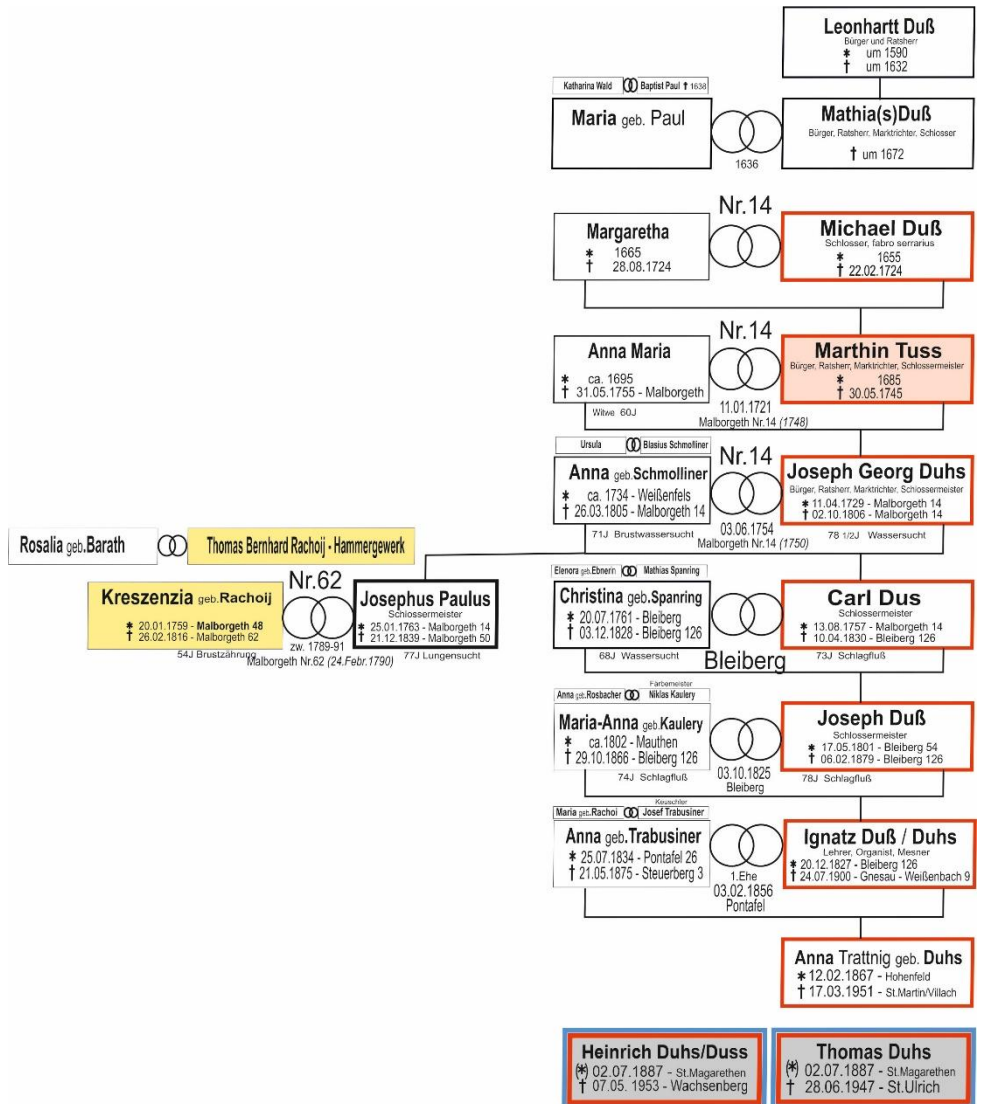 Leonhartt Duß
Bürger und Ratsherr
* um 1590
† um 1632
Katharina Wald Baptist Paul † 1638
Maria geb. Paul
1636
Mathia(s)Duß
Bürger, Ratsherr, Marktrichter, Schlosser
† um 1672
Nr.14
Margaretha
* 1665
† 28.08.1724
Michael Duß
Schlosser, fabro serrarius
* 1655
† 22.02.1724
Nr.14
Anna Maria
* ca. 1695
† 31.05.1755 - Malborgeth
Witwe 60J
11.01.1721
Malborgeth Nr.14 (1748)
Marthin Tuss
Bürger, Ratsherr, Marktrichter, Schlossermeister
* 1685
† 30.05.1745
Ursula Blasius Schmolliner
Nr.14
Anna geb.Schmolliner
* ca. 1734 - Weißenfels
† 26.03.1805 - Malborgeth 14
71J Brustwassersucht
03.06.1754
Malborgeth Nr.14 (1750)
Joseph Georg Duhs
Bürger, Ratsherr, Marktrichter, Schlossermeister
* 11.04.1729 - Malborgeth 14
† 02.10.1806 - Malborgeth 14
78 1/2J Wassersucht
Rosalia geb.Barath Thomas Bernhard Rachoij - Hammergewerk
Nr.62
Kreszenzia geb.Rachoij
* 20.01.1759 - Malborgeth 48
† 26.02.1816 - Malborgeth 62
54J Brustzährung
zw. 1789-91
Malborgeth Nr.62 (24.Febr.1790)
Josephus Paulus
Schlossermeister
* 25.01.1763 - Malborgeth 14
† 21.12.1839 - Malborgeth 50
77J Lungensucht
Elenora geb.Ebnerin Mathias Spanring
Christina geb.Spanring
* 20.07.1761 - Bleiberg
† 03.12.1828 - Bleiberg 126
68J Wassersucht
Bleiberg
Carl Dus
Schlossermeister
* 13.08.1757 - Malborgeth 14
† 10.04.1830 - Bleiberg 126
73J Schlagfluß
Färbemeister
Anna geb.Rosbacher Niklas Kaulery
Maria-Anna geb.Kaulery
* ca.1802 - Mauthen
† 29.10.1866 - Bleiberg 126
74J Schlagfluß
03.10.1825
Bleiberg
Joseph Duß
Schlossermeister
* 17.05.1801 - Bleiberg 54
† 06.02.1879 - Bleiberg 126
78J Schlagfluß
Keuschler
Maria geb.Rachoi Josef Trabusiner
Anna geb.Trabusiner
* 25.07.1834 - Pontafel 26
† 21.05.1875 - Steuerberg 3
1.Ehe
03.02.1856
Pontafel
Ignatz Duß / Duhs
Lehrer, Organist, Mesner
* 20.12.1827 - Bleiberg 126
† 24.07.1900 - Gnesau - Weißenbach 9
Anna Trattnig geb. Duhs
* 12.02.1867 - Hohenfeld
† 17.03.1951 - St.Martin/Villach
Heinrich Duhs/Duss
(*) 02.07.1887 - St.Magarethen
† 07.05. 1953 - Wachsenberg
Thomas Duhs
(*) 02.07.1887 - St.Magarethen
† 28.06.1947 - St.Ulrich